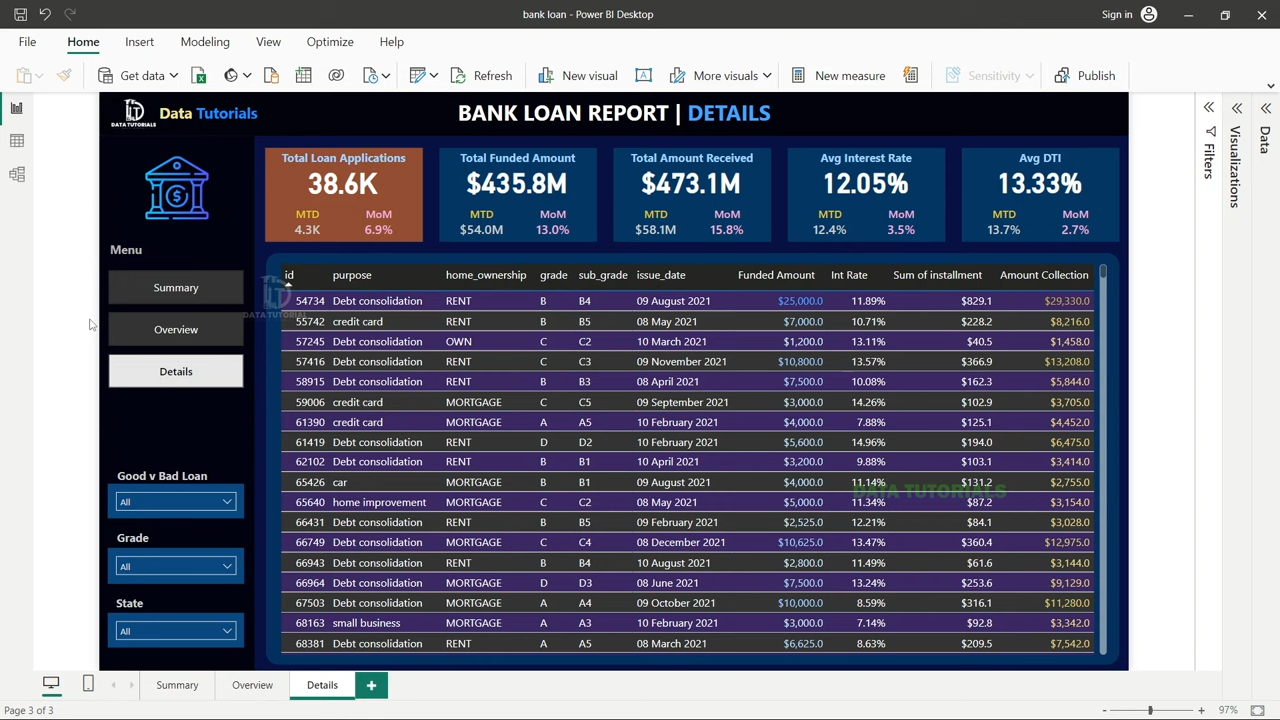 bank loan - Power BI Desktop
Sign in
File Home Insert Modeling View Optimize Help
Get data Refresh New visual More visuals New measure Sensitivity Publish
DATA TUTORIALS Data Tutorials
BANK LOAN REPORT | DETAILS
Filters
Visualizations
Data
Total Loan Applications
38.6K
MTD MoM
4.3K 6.9%
Total Funded Amount
$435.8M
MTD MoM
$54.0M 13.0%
Total Amount Received
$473.1M
MTD MoM
$58.1M 15.8%
Avg Interest Rate
12.05%
MTD MoM
12.4% 3.5%
Avg DTI
13.33%
MTD MoM
13.7% 2.7%
Menu
Summary
Overview
Details
Good v Bad Loan
All
Grade
All
State
All
id purpose home_ownership grade sub_grade issue_date Funded Amount Int Rate Sum of installment Amount Collection
54734 Debt consolidation RENT B B4 09 August 2021 $25,000.0 11.89% $829.1 $29,330.0
55742 credit card RENT B B5 08 May 2021 $7,000.0 10.71% $228.2 $8,216.0
57245 Debt consolidation OWN C C2 10 March 2021 $1,200.0 13.11% $40.5 $1,458.0
57416 Debt consolidation RENT C C3 09 November 2021 $10,800.0 13.57% $366.9 $13,208.0
58915 Debt consolidation RENT B B3 08 April 2021 $7,500.0 10.08% $162.3 $5,844.0
59006 credit card MORTGAGE C C5 09 September 2021 $3,000.0 14.26% $102.9 $3,705.0
61390 credit card MORTGAGE A A5 10 February 2021 $4,000.0 7.88% $125.1 $4,452.0
61419 Debt consolidation RENT D D2 10 February 2021 $5,600.0 14.96% $194.0 $6,475.0
62102 Debt consolidation RENT B B1 10 April 2021 $3,200.0 9.88% $103.1 $3,414.0
65426 car MORTGAGE B B1 09 August 2021 $4,000.0 11.14% $131.2 $2,755.0
65640 home improvement MORTGAGE C C2 08 May 2021 $5,000.0 11.34% $87.2 $3,154.0
66431 Debt consolidation RENT B B5 09 February 2021 $2,525.0 12.21% $84.1 $3,028.0
66749 Debt consolidation MORTGAGE C C4 08 December 2021 $10,625.0 13.47% $360.4 $12,975.0
66943 Debt consolidation RENT B B4 10 August 2021 $2,800.0 11.49% $61.6 $3,144.0
66964 Debt consolidation MORTGAGE D D3 08 June 2021 $7,500.0 13.24% $253.6 $9,129.0
67503 Debt consolidation MORTGAGE A A4 09 October 2021 $10,000.0 8.59% $316.1 $11,280.0
68163 small business MORTGAGE A A3 10 February 2021 $3,000.0 7.14% $92.8 $3,342.0
68381 Debt consolidation RENT A A5 08 March 2021 $6,625.0 8.63% $209.5 $7,542.0
DATA TUTORIALS
DATA TUTORIALS
Summary Overview Details
Page 3 of 3
97%